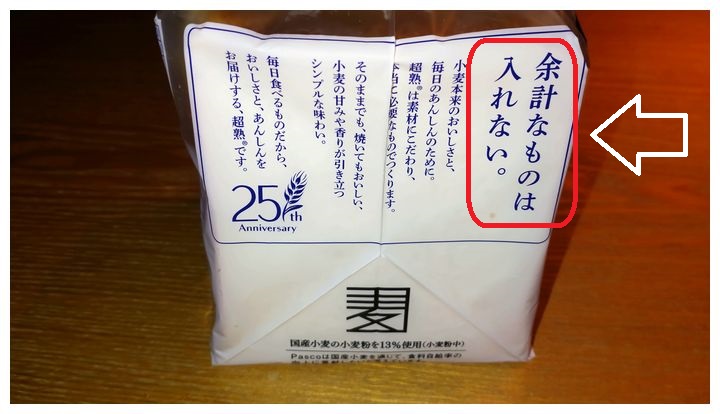 余計なものは
入れない。
小麦本来のおいしさと、
毎日のあんしんのために。
超熟®は素材にこだわり、
本当に必要なものでつくります。
そのままでも、焼いてもおいしい、
小麦の甘みや香りが引き立つ
シンプルな味わい。
毎日食べるものだから、
おいしさと、あんしんを
お届けする、超熟®です。
25th
Anniversary
麦
国産小麦の小麦粉を13%使用(小麦粉中)
Pascoは国産小麦を通じて、食料自給率の